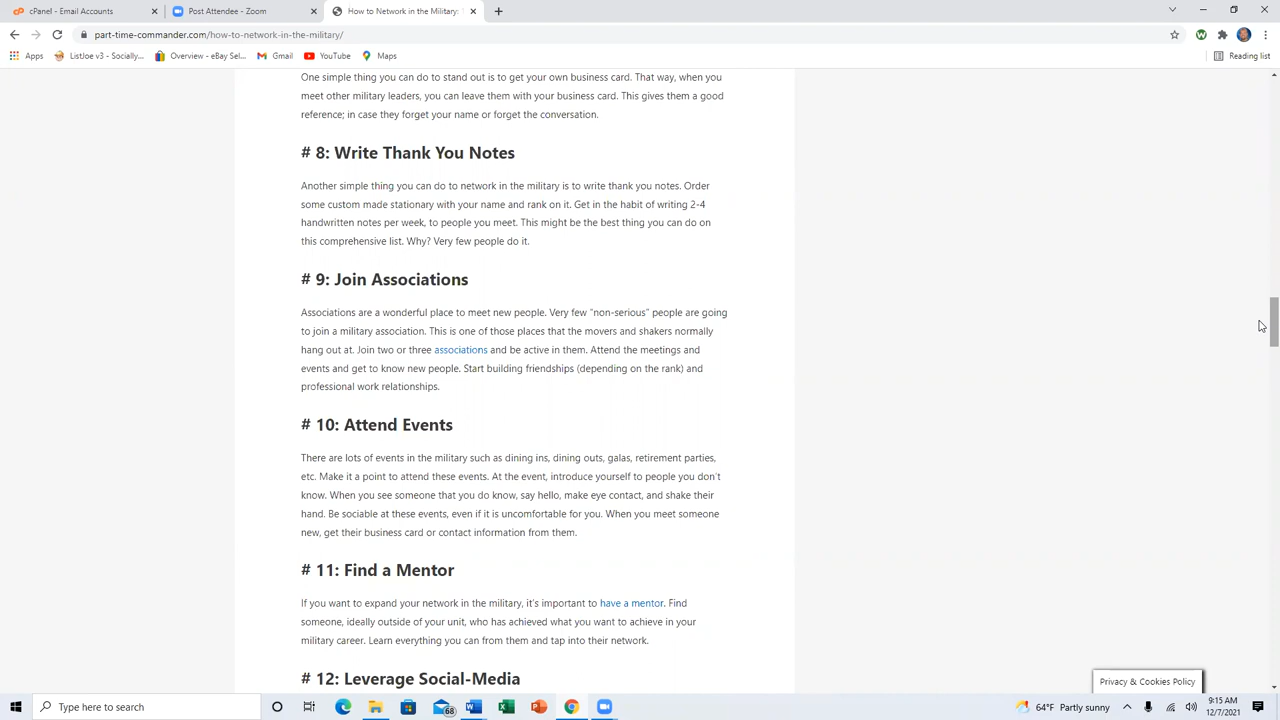 cPanel - Email Accounts
Post Attendee - Zoom
How to Network in the Military:
part-time-commander.com/how-to-network-in-the-military/
Apps
ListJoe v3 - Socially...
Overview - eBay Sel...
Gmail
YouTube
Maps
Reading list
One simple thing you can do to stand out is to get your own business card. That way, when you
meet other military leaders, you can leave them with your business card. This gives them a good
reference; in case they forget your name or forget the conversation.
# 8: Write Thank You Notes
Another simple thing you can do to network in the military is to write thank you notes. Order
some custom made stationary with your name and rank on it. Get in the habit of writing 2-4
handwritten notes per week, to people you meet. This might be the best thing you can do on
this comprehensive list. Why? Very few people do it.
# 9: Join Associations
Associations are a wonderful place to meet new people. Very few “non-serious” people are going
to join a military association. This is one of those places that the movers and shakers normally
hang out at. Join two or three associations and be active in them. Attend the meetings and
events and get to know new people. Start building friendships (depending on the rank) and
professional work relationships.
# 10: Attend Events
There are lots of events in the military such as dining ins, dining outs, galas, retirement parties,
etc. Make it a point to attend these events. At the event, introduce yourself to people you don't
know. When you see someone that you do know, say hello, make eye contact, and shake their
hand. Be sociable at these events, even if it is uncomfortable for you. When you meet someone
new, get their business card or contact information from them.
# 11: Find a Mentor
If you want to expand your network in the military, it's important to have a mentor. Find
someone, ideally outside of your unit, who has achieved what you want to achieve in your
military career. Learn everything you can from them and tap into their network.
# 12: Leverage Social-Media
Privacy & Cookies Policy
Type here to search
68
64°F Partly sunny
9:15 AM
12/7/2021